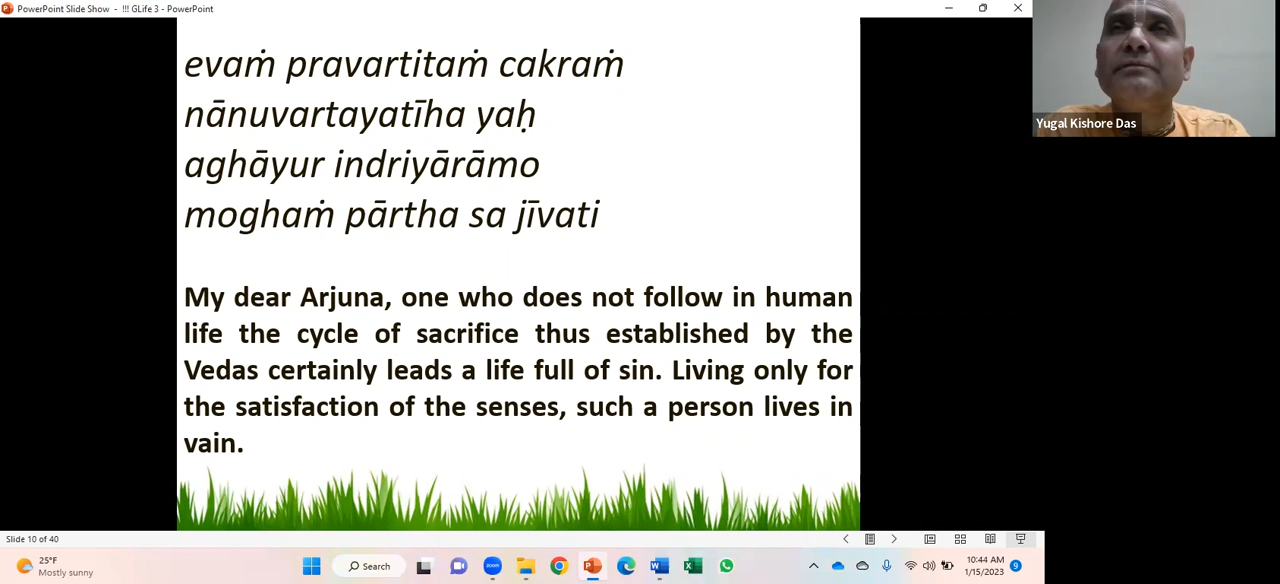 PowerPoint Slide Show - !!! GLife 3 - PowerPoint
evaṁ pravartitaṁ cakraṁ
nānuvartayatīha yaḥ
aghāyur indriyārāmo
moghaṁ pārtha sa jīvati
My dear Arjuna, one who does not follow in human
life the cycle of sacrifice thus established by the
Vedas certainly leads a life full of sin. Living only for
the satisfaction of the senses, such a person lives in
vain.
Yugal Kishore Das
Slide 10 of 40
25°F
Mostly sunny
Search
zoom
10:44 AM
1/15/2023
9